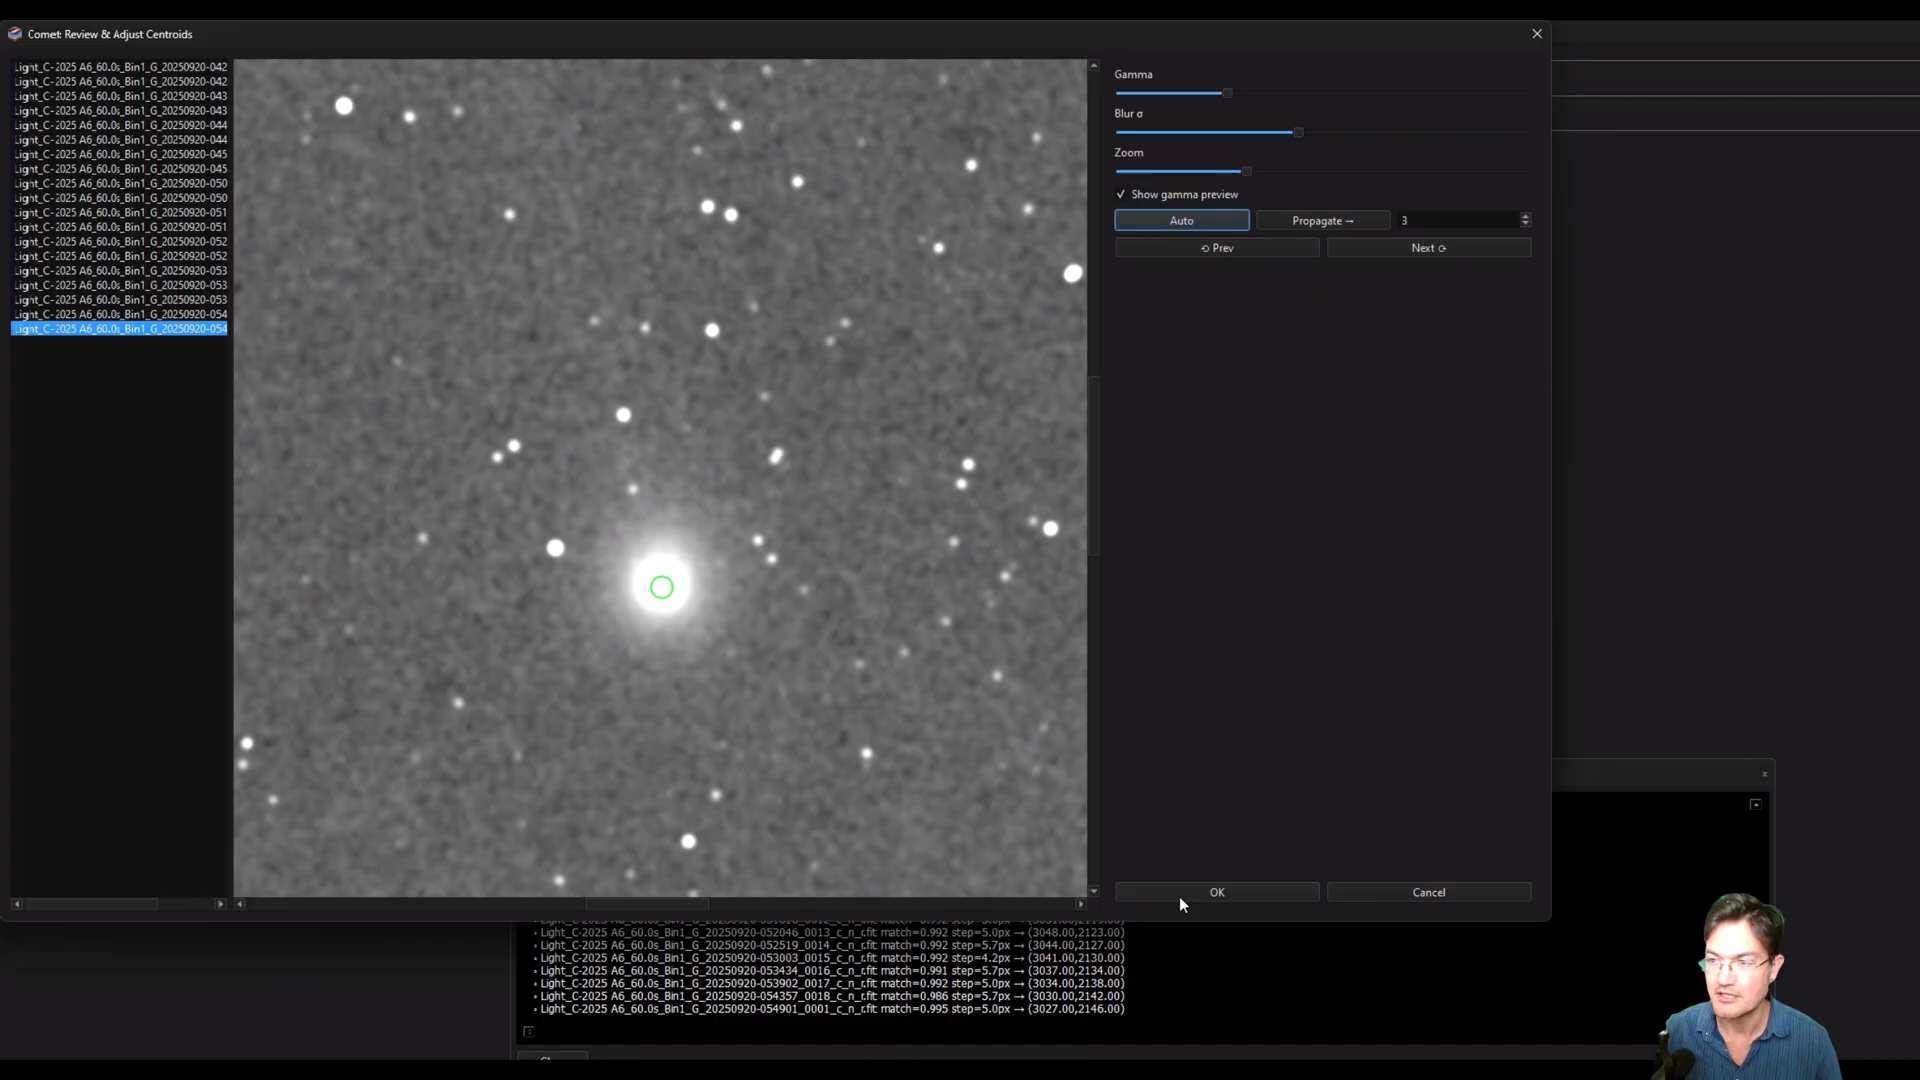 Comet: Review & Adjust Centroids
Light_C-2025 A6_60.0s_Bin1_G_20250920-042
Light_C-2025 A6_60.0s_Bin1_G_20250920-042
Light_C-2025 A6_60.0s_Bin1_G_20250920-043
Light_C-2025 A6_60.0s_Bin1_G_20250920-043
Light_C-2025 A6_60.0s_Bin1_G_20250920-044
Light_C-2025 A6_60.0s_Bin1_G_20250920-044
Light_C-2025 A6_60.0s_Bin1_G_20250920-045
Light_C-2025 A6_60.0s_Bin1_G_20250920-045
Light_C-2025 A6_60.0s_Bin1_G_20250920-050
Light_C-2025 A6_60.0s_Bin1_G_20250920-050
Light_C-2025 A6_60.0s_Bin1_G_20250920-051
Light_C-2025 A6_60.0s_Bin1_G_20250920-051
Light_C-2025 A6_60.0s_Bin1_G_20250920-052
Light_C-2025 A6_60.0s_Bin1_G_20250920-052
Light_C-2025 A6_60.0s_Bin1_G_20250920-053
Light_C-2025 A6_60.0s_Bin1_G_20250920-053
Light_C-2025 A6_60.0s_Bin1_G_20250920-053
Light_C-2025 A6_60.0s_Bin1_G_20250920-054
Light_C-2025 A6_60.0s_Bin1_G_20250920-054
Gamma
Blur σ
Zoom
✓ Show gamma preview
Auto
Propagate →
3
⟲ Prev
Next ⟳
OK
Cancel
◦ Light_C-2025 A6_60.0s_Bin1_G_20250920-052046_0013_c_n_r.fit: match=0.992 step=5.0px → (3048.00,2123.00)
◦ Light_C-2025 A6_60.0s_Bin1_G_20250920-052519_0014_c_n_r.fit: match=0.992 step=5.7px → (3044.00,2127.00)
◦ Light_C-2025 A6_60.0s_Bin1_G_20250920-053003_0015_c_n_r.fit: match=0.992 step=4.2px → (3041.00,2130.00)
◦ Light_C-2025 A6_60.0s_Bin1_G_20250920-053434_0016_c_n_r.fit: match=0.991 step=5.7px → (3037.00,2134.00)
◦ Light_C-2025 A6_60.0s_Bin1_G_20250920-053902_0017_c_n_r.fit: match=0.992 step=5.0px → (3034.00,2138.00)
◦ Light_C-2025 A6_60.0s_Bin1_G_20250920-054357_0018_c_n_r.fit: match=0.986 step=5.7px → (3030.00,2142.00)
◦ Light_C-2025 A6_60.0s_Bin1_G_20250920-054901_0001_c_n_r.fit: match=0.995 step=5.0px → (3027.00,2146.00)